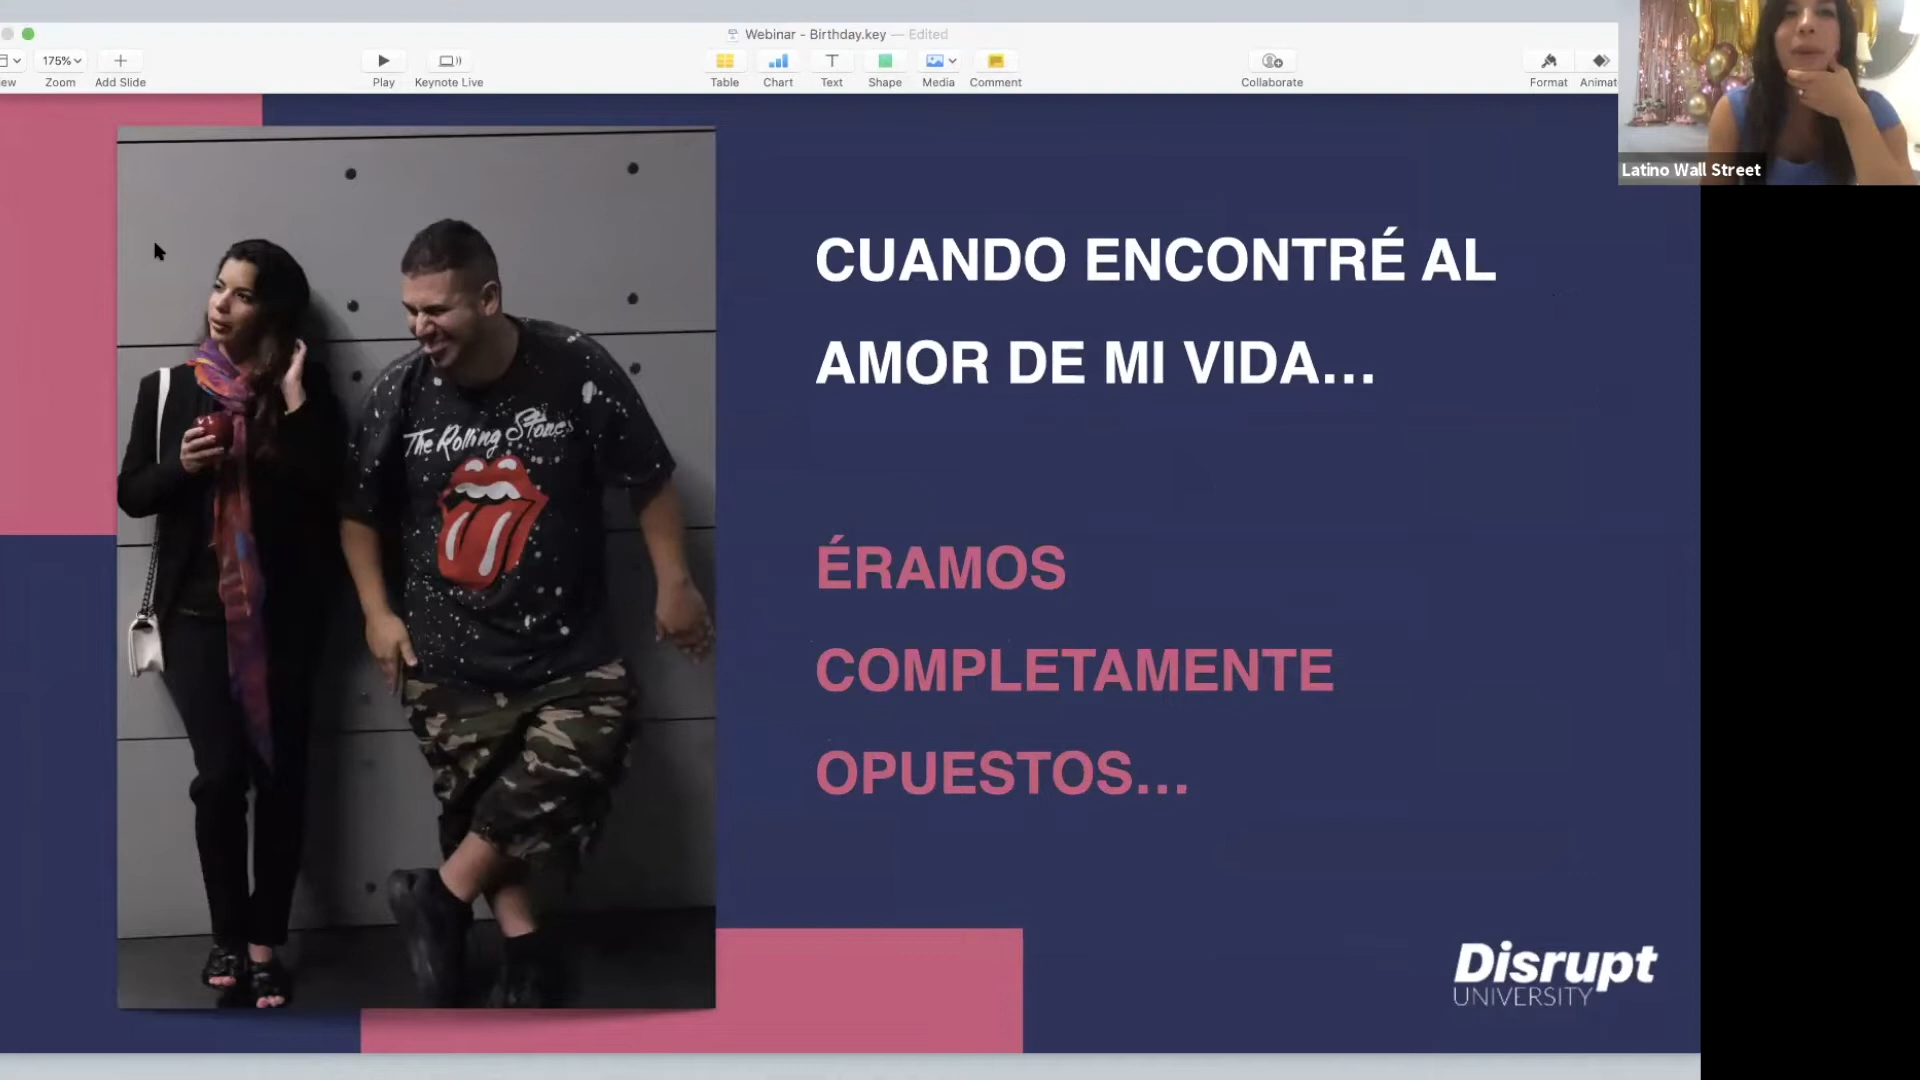 Webinar - Birthday.key — Edited
175%
Zoom
Add Slide
Play
Keynote Live
Table
Chart
Text
Shape
Media
Comment
Collaborate
Format
Latino Wall Street
CUANDO ENCONTRÉ AL
AMOR DE MI VIDA...
The Rolling Stones
ÉRAMOS
COMPLETAMENTE
OPUESTOS...
Disrupt
UNIVERSITY